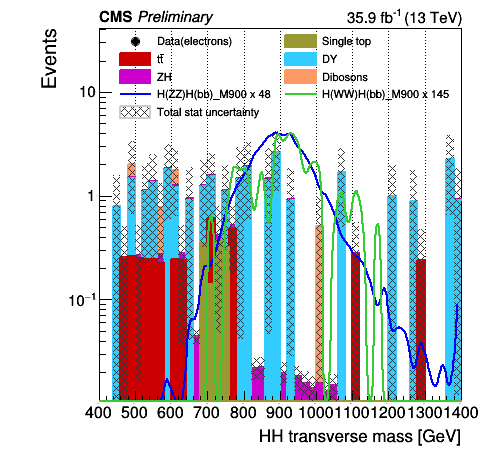 CMS Preliminary 35.9 fb⁻¹ (13 TeV)
Events
Data(electrons) Single top
tt̄ DY
ZH Dibosons
H(ZZ)H(bb)_M900 x 48 H(WW)H(bb)_M900 x 145
Total stat uncertainty
10
1
10⁻¹
400 500 600 700 800 900 1000 1100 1200 1300 1400
HH transverse mass [GeV]